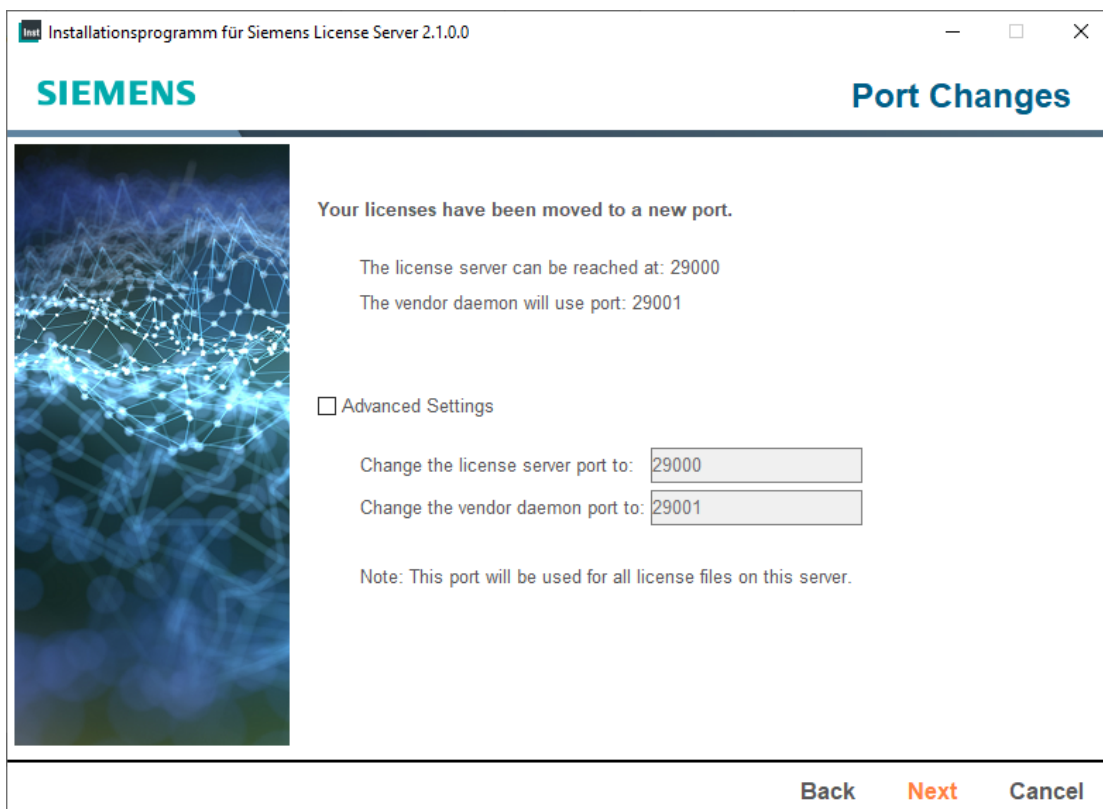 Inst Installationsprogramm für Siemens License Server 2.1.0.0
SIEMENS
Port Changes
Your licenses have been moved to a new port.
The license server can be reached at: 29000
The vendor daemon will use port: 29001
Advanced Settings
Change the license server port to: 29000
Change the vendor daemon port to: 29001
Note: This port will be used for all license files on this server.
Back Next Cancel